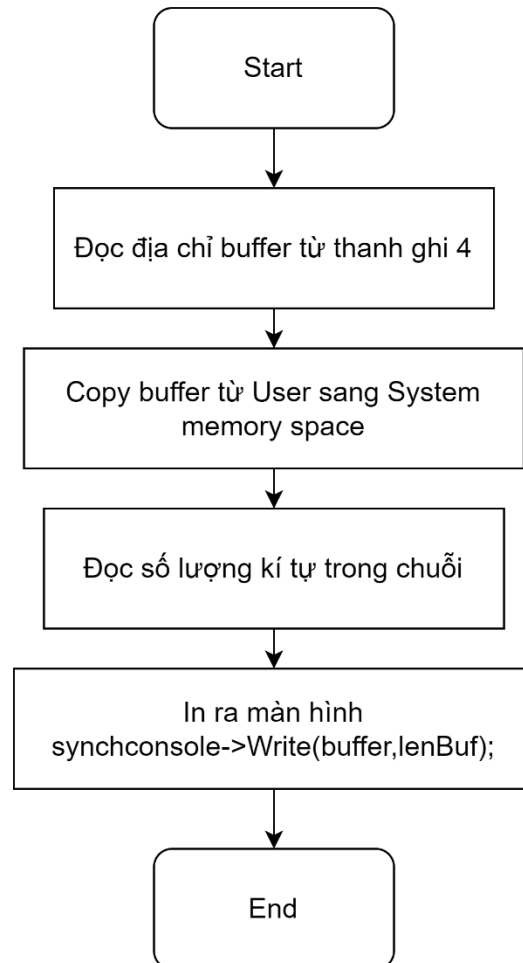 Start
Đọc địa chỉ buffer từ thanh ghi 4
Copy buffer từ User sang System
memory space
Đọc số lượng kí tự trong chuỗi
In ra màn hình
synchconsole->Write(buffer,lenBuf);
End